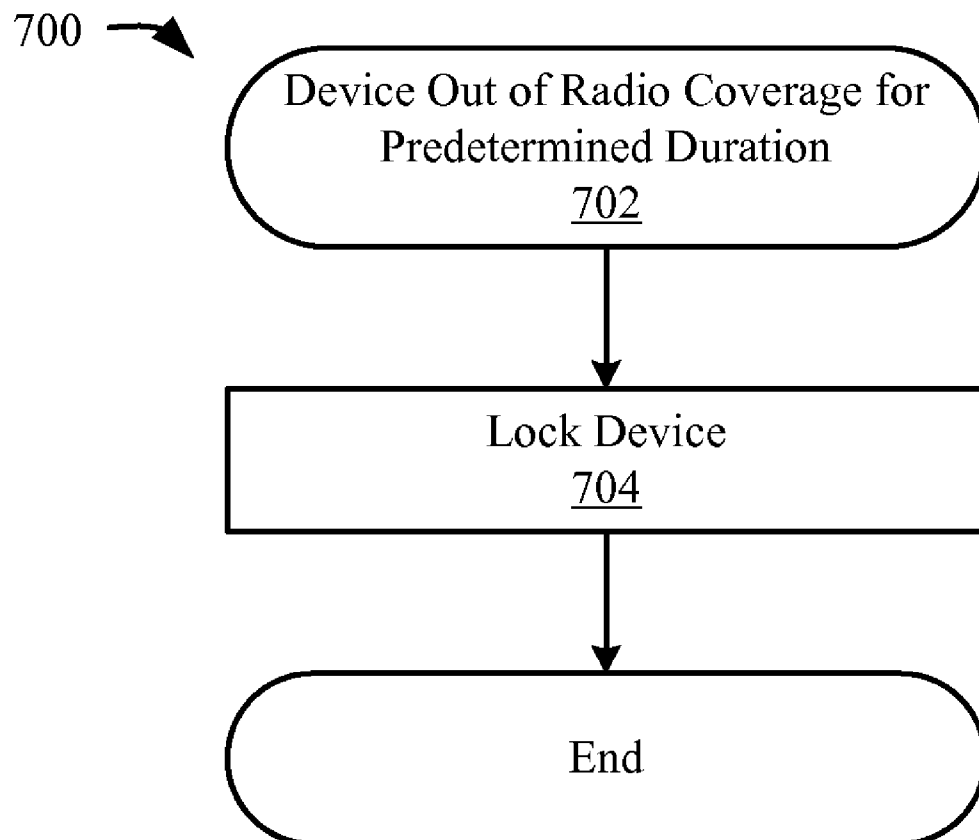 700
Device Out of Radio Coverage for
Predetermined Duration
702
Lock Device
704
End